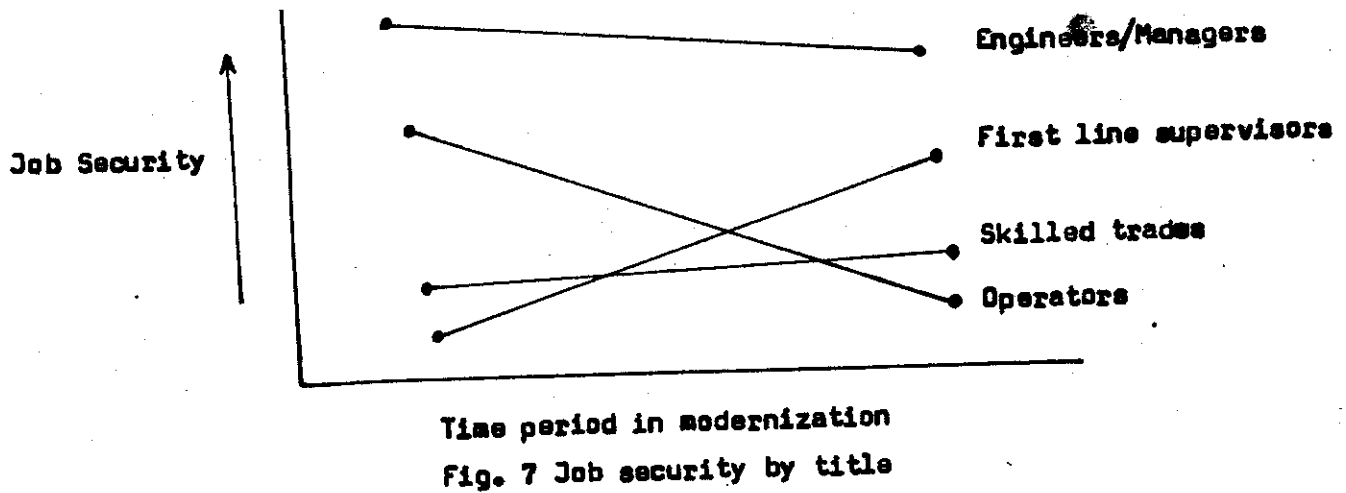 Engineers/Managers
First line supervisors
Job Security
Skilled trades
Operators
Time period in modernization
Fig. 7 Job security by title